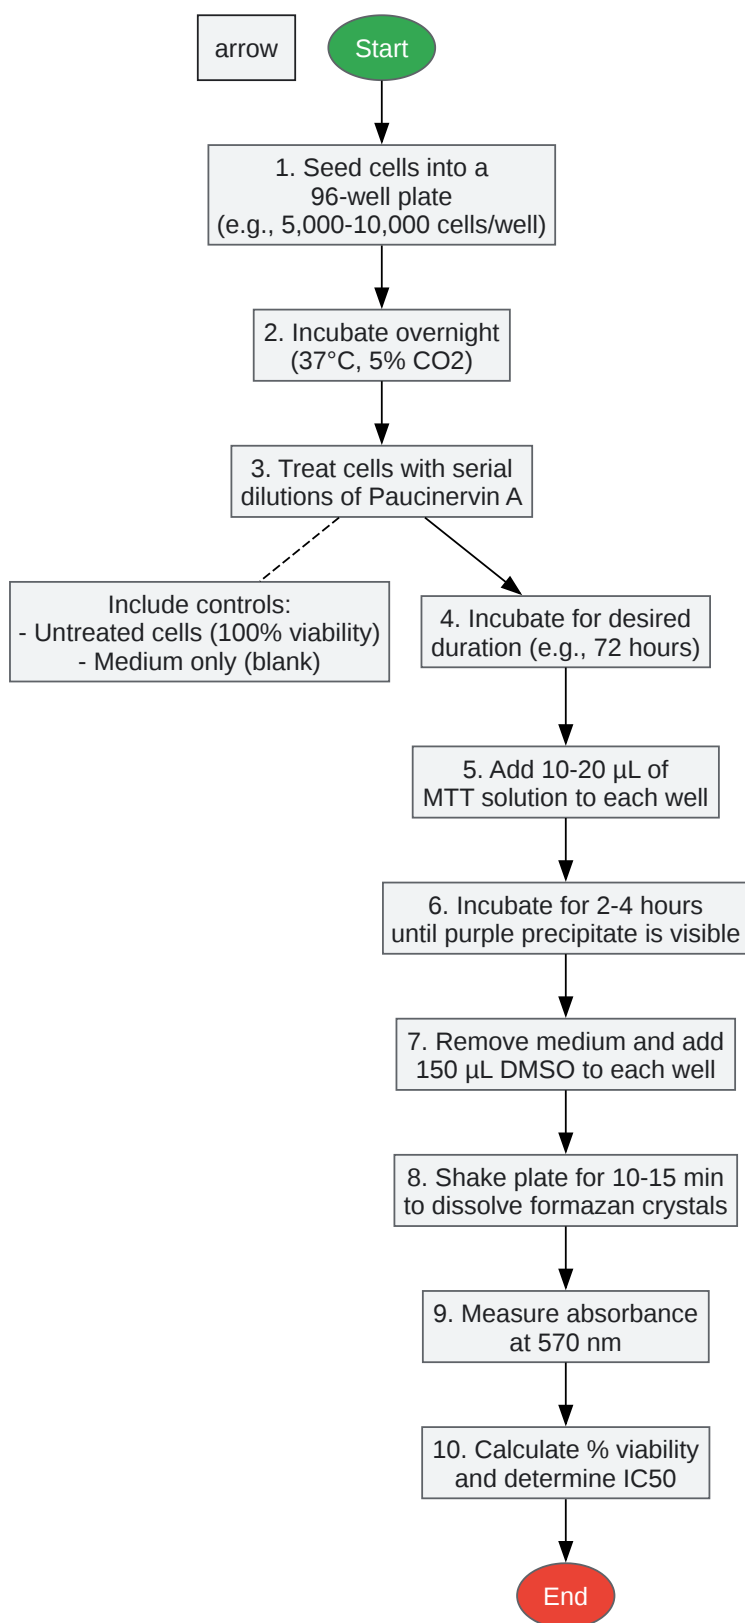 arrow
Start
1. Seed cells into a
96-well plate
(e.g., 5,000-10,000 cells/well)
2. Incubate overnight
(37°C, 5% CO2)
3. Treat cells with serial
dilutions of Paucinervin A
Include controls:
- Untreated cells (100% viability)
- Medium only (blank)
4. Incubate for desired
duration (e.g., 72 hours)
5. Add 10-20 µL of
MTT solution to each well
6. Incubate for 2-4 hours
until purple precipitate is visible
7. Remove medium and add
150 µL DMSO to each well
8. Shake plate for 10-15 min
to dissolve formazan crystals
9. Measure absorbance
at 570 nm
10. Calculate % viability
and determine IC50
End